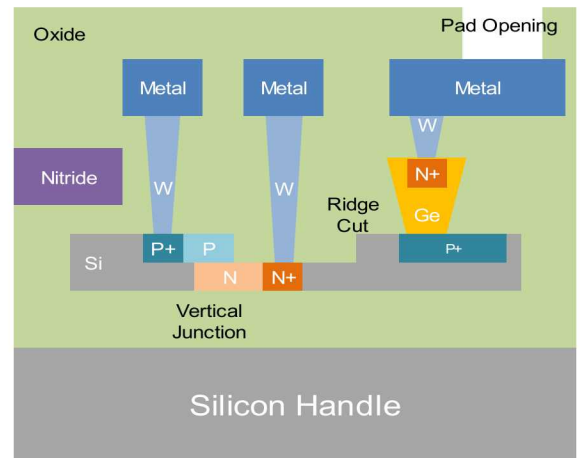 Pad Opening
Oxide
Metal
Metal
Metal
W
Nitride
W
W
N+
Ridge
Cut
Ge
P+
P
P+
Si
N
N+
Vertical
Junction
Silicon Handle